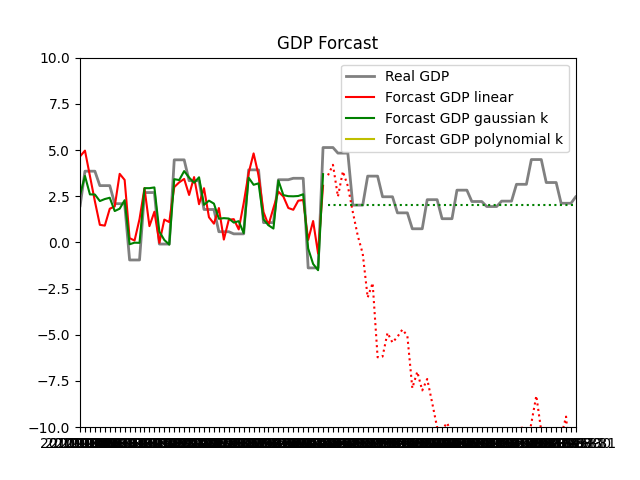 GDP Forcast
10.0
7.5
5.0
2.5
0.0
−2.5
−5.0
−7.5
−10.0
Real GDP
Forcast GDP linear
Forcast GDP gaussian k
Forcast GDP polynomial k